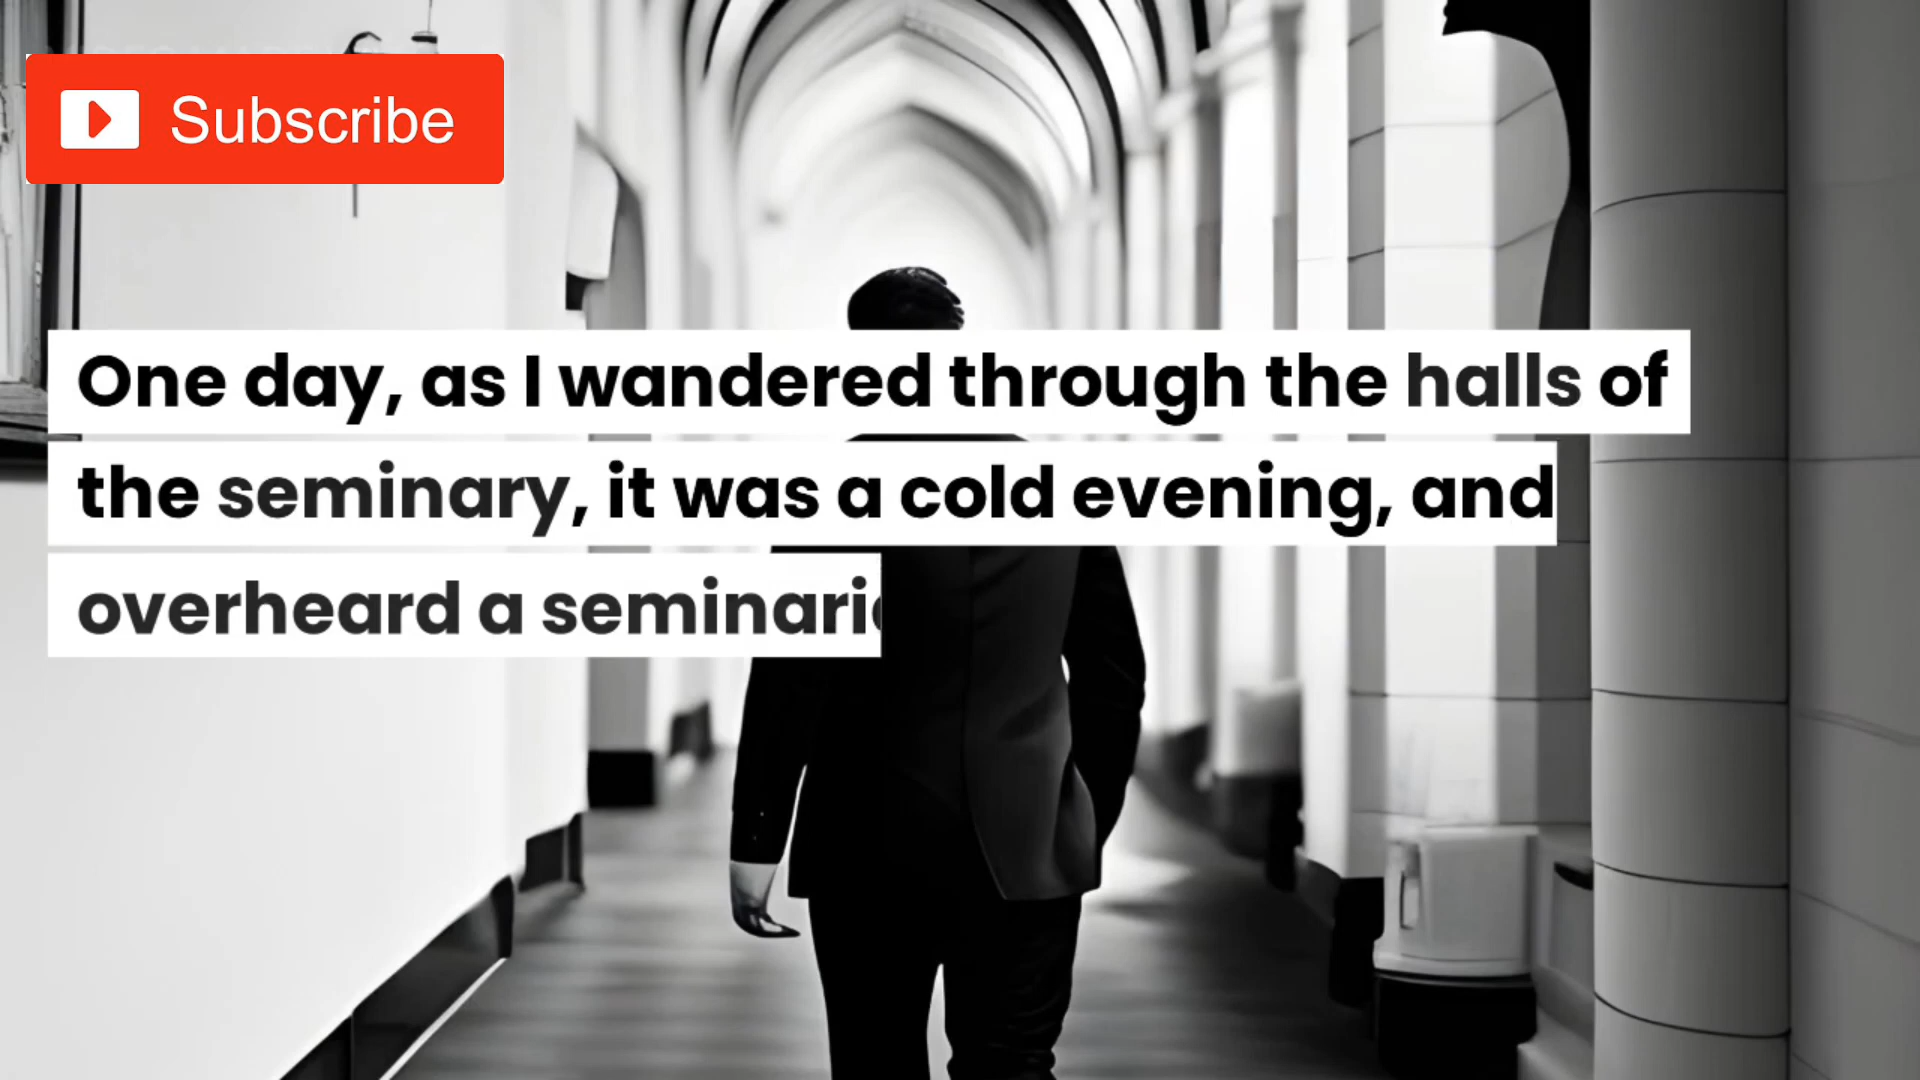 Subscribe
One day, as I wandered through the halls of
the seminary, it was a cold evening, and
overheard a